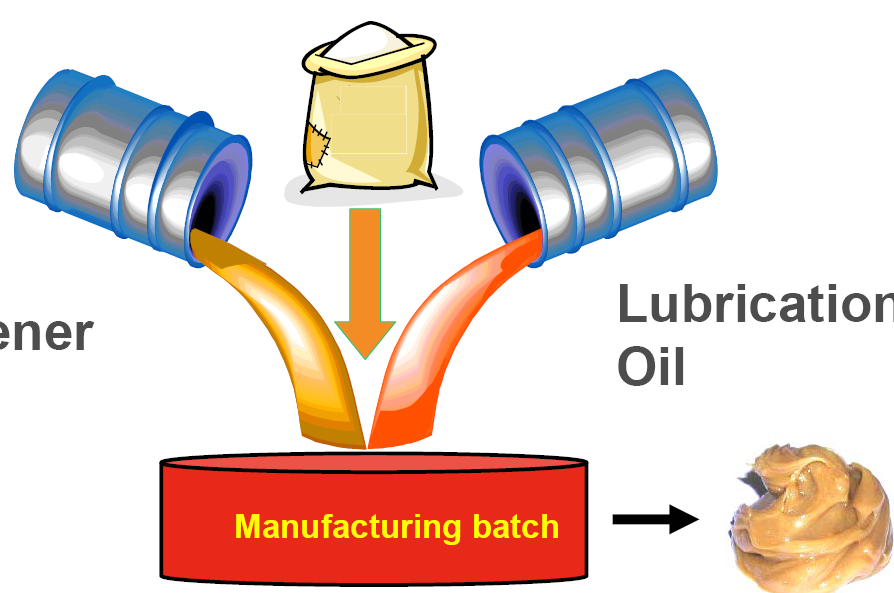 ener
Lubrication
Oil
Manufacturing batch